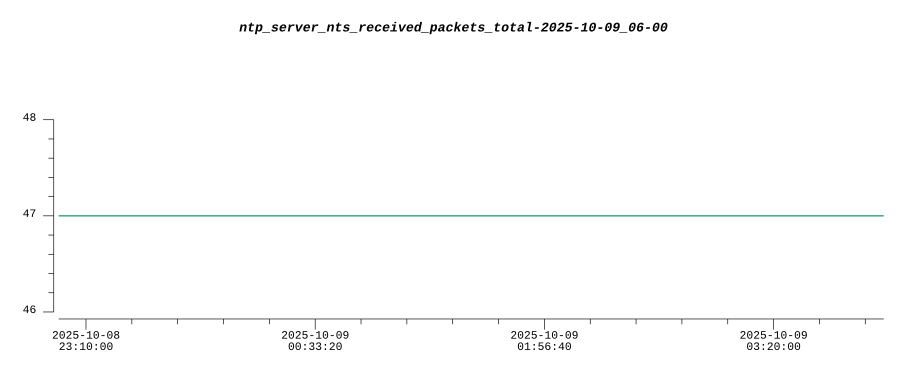 ntp_server_nts_received_packets_total-2025-10-09_06-00
48
47
46
2025-10-08 2025-10-09 2025-10-09 2025-10-09
23:10:00 00:33:20 01:56:40 03:20:00